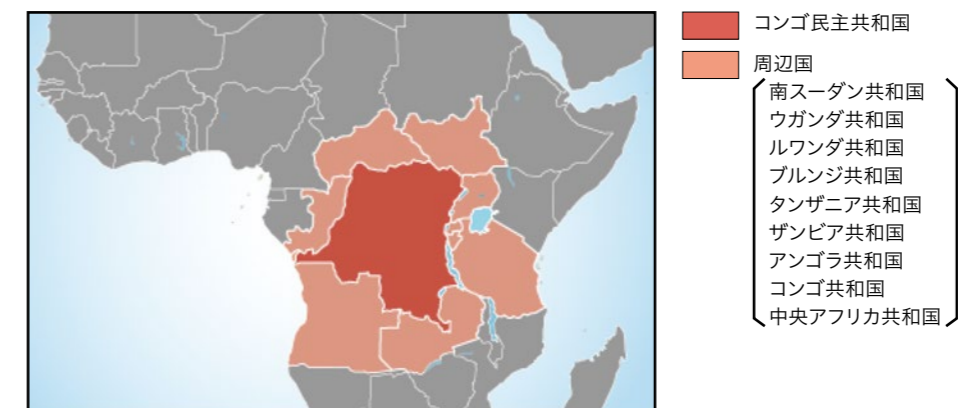 コンゴ民主共和国
周辺国
南スーダン共和国
ウガンダ共和国
ルワンダ共和国
ブルンジ共和国
タンザニア共和国
ザンビア共和国
アンゴラ共和国
コンゴ共和国
中央アフリカ共和国